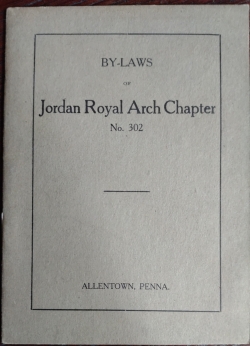 BY-LAWS
OF
Jordan Royal Arch Chapter
No. 302
ALLENTOWN, PENNA.